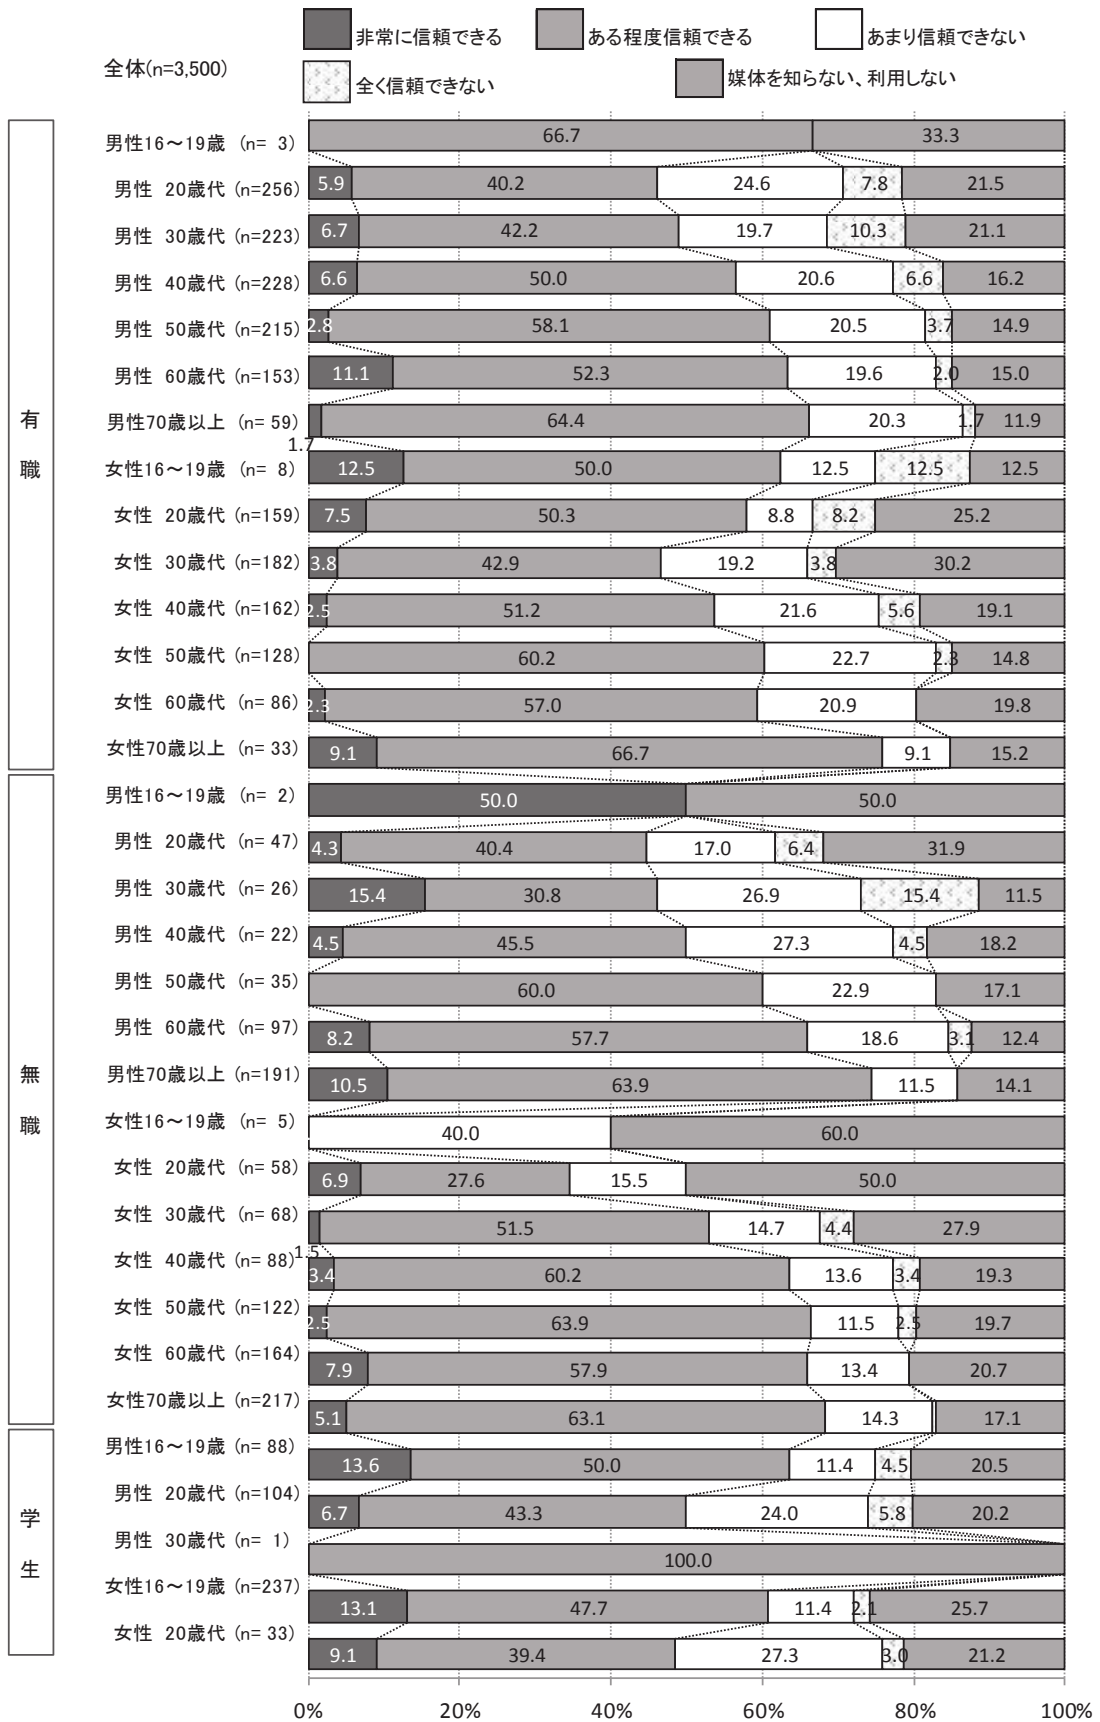 非常に信頼できる ある程度信頼できる あまり信頼できない
全体(n=3,500)
全く信頼できない 媒体を知らない、利用しない
有職
男性16～19歳 (n= 3) 66.7 33.3
男性 20歳代 (n=256) 5.9 40.2 24.6 7.8 21.5
男性 30歳代 (n=223) 6.7 42.2 19.7 10.3 21.1
男性 40歳代 (n=228) 6.6 50.0 20.6 6.6 16.2
男性 50歳代 (n=215) 2.8 58.1 20.5 3.7 14.9
男性 60歳代 (n=153) 11.1 52.3 19.6 2.0 15.0
男性70歳以上 (n= 59) 1.7 64.4 20.3 1.7 11.9
女性16～19歳 (n= 8) 12.5 50.0 12.5 12.5 12.5
女性 20歳代 (n=159) 7.5 50.3 8.8 8.2 25.2
女性 30歳代 (n=182) 3.8 42.9 19.2 3.8 30.2
女性 40歳代 (n=162) 2.5 51.2 21.6 5.6 19.1
女性 50歳代 (n=128) 60.2 22.7 2.3 14.8
女性 60歳代 (n= 86) 2.3 57.0 20.9 19.8
女性70歳以上 (n= 33) 9.1 66.7 9.1 15.2
無職
男性16～19歳 (n= 2) 50.0 50.0
男性 20歳代 (n= 47) 4.3 40.4 17.0 6.4 31.9
男性 30歳代 (n= 26) 15.4 30.8 26.9 15.4 11.5
男性 40歳代 (n= 22) 4.5 45.5 27.3 4.5 18.2
男性 50歳代 (n= 35) 60.0 22.9 17.1
男性 60歳代 (n= 97) 8.2 57.7 18.6 3.1 12.4
男性70歳以上 (n=191) 10.5 63.9 11.5 14.1
女性16～19歳 (n= 5) 40.0 60.0
女性 20歳代 (n= 58) 6.9 27.6 15.5 50.0
女性 30歳代 (n= 68) 1.5 51.5 14.7 4.4 27.9
女性 40歳代 (n= 88) 3.4 60.2 13.6 3.4 19.3
女性 50歳代 (n=122) 2.5 63.9 11.5 2.5 19.7
女性 60歳代 (n=164) 7.9 57.9 13.4 20.7
女性70歳以上 (n=217) 5.1 63.1 14.3 17.1
学生
男性16～19歳 (n= 88) 13.6 50.0 11.4 4.5 20.5
男性 20歳代 (n=104) 6.7 43.3 24.0 5.8 20.2
男性 30歳代 (n= 1) 100.0
女性16～19歳 (n=237) 13.1 47.7 11.4 2.1 25.7
女性 20歳代 (n= 33) 9.1 39.4 27.3 3.0 21.2
0% 20% 40% 60% 80% 100%